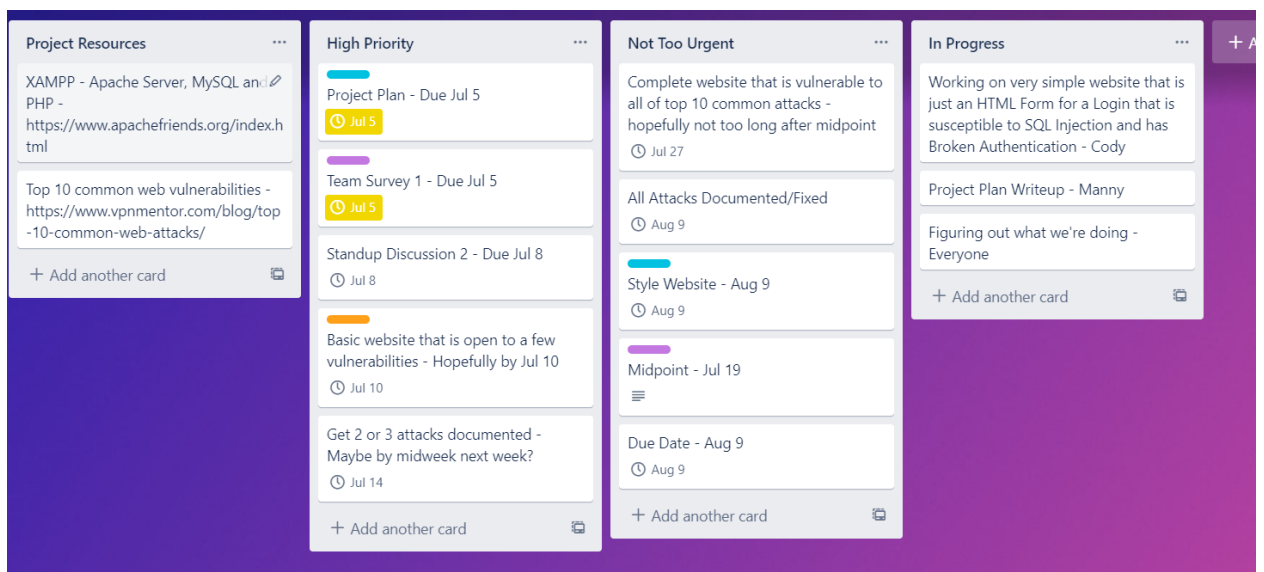 Project Resources
XAMPP - Apache Server, MySQL and
PHP -
https://www.apachefriends.org/index.h
tml
Top 10 common web vulnerabilities -
https://www.vpnmentor.com/blog/top
-10-common-web-attacks/
+ Add another card
High Priority
Project Plan - Due Jul 5
Jul 5
Team Survey 1 - Due Jul 5
Jul 5
Standup Discussion 2 - Due Jul 8
Jul 8
Basic website that is open to a few
vulnerabilities - Hopefully by Jul 10
Jul 10
Get 2 or 3 attacks documented -
Maybe by midweek next week?
Jul 14
+ Add another card
Not Too Urgent
Complete website that is vulnerable to
all of top 10 common attacks -
hopefully not too long after midpoint
Jul 27
All Attacks Documented/Fixed
Aug 9
Style Website - Aug 9
Aug 9
Midpoint - Jul 19
Due Date - Aug 9
Aug 9
+ Add another card
In Progress
Working on very simple website that is
just an HTML Form for a Login that is
susceptible to SQL Injection and has
Broken Authentication - Cody
Project Plan Writeup - Manny
Figuring out what we're doing -
Everyone
+ Add another card